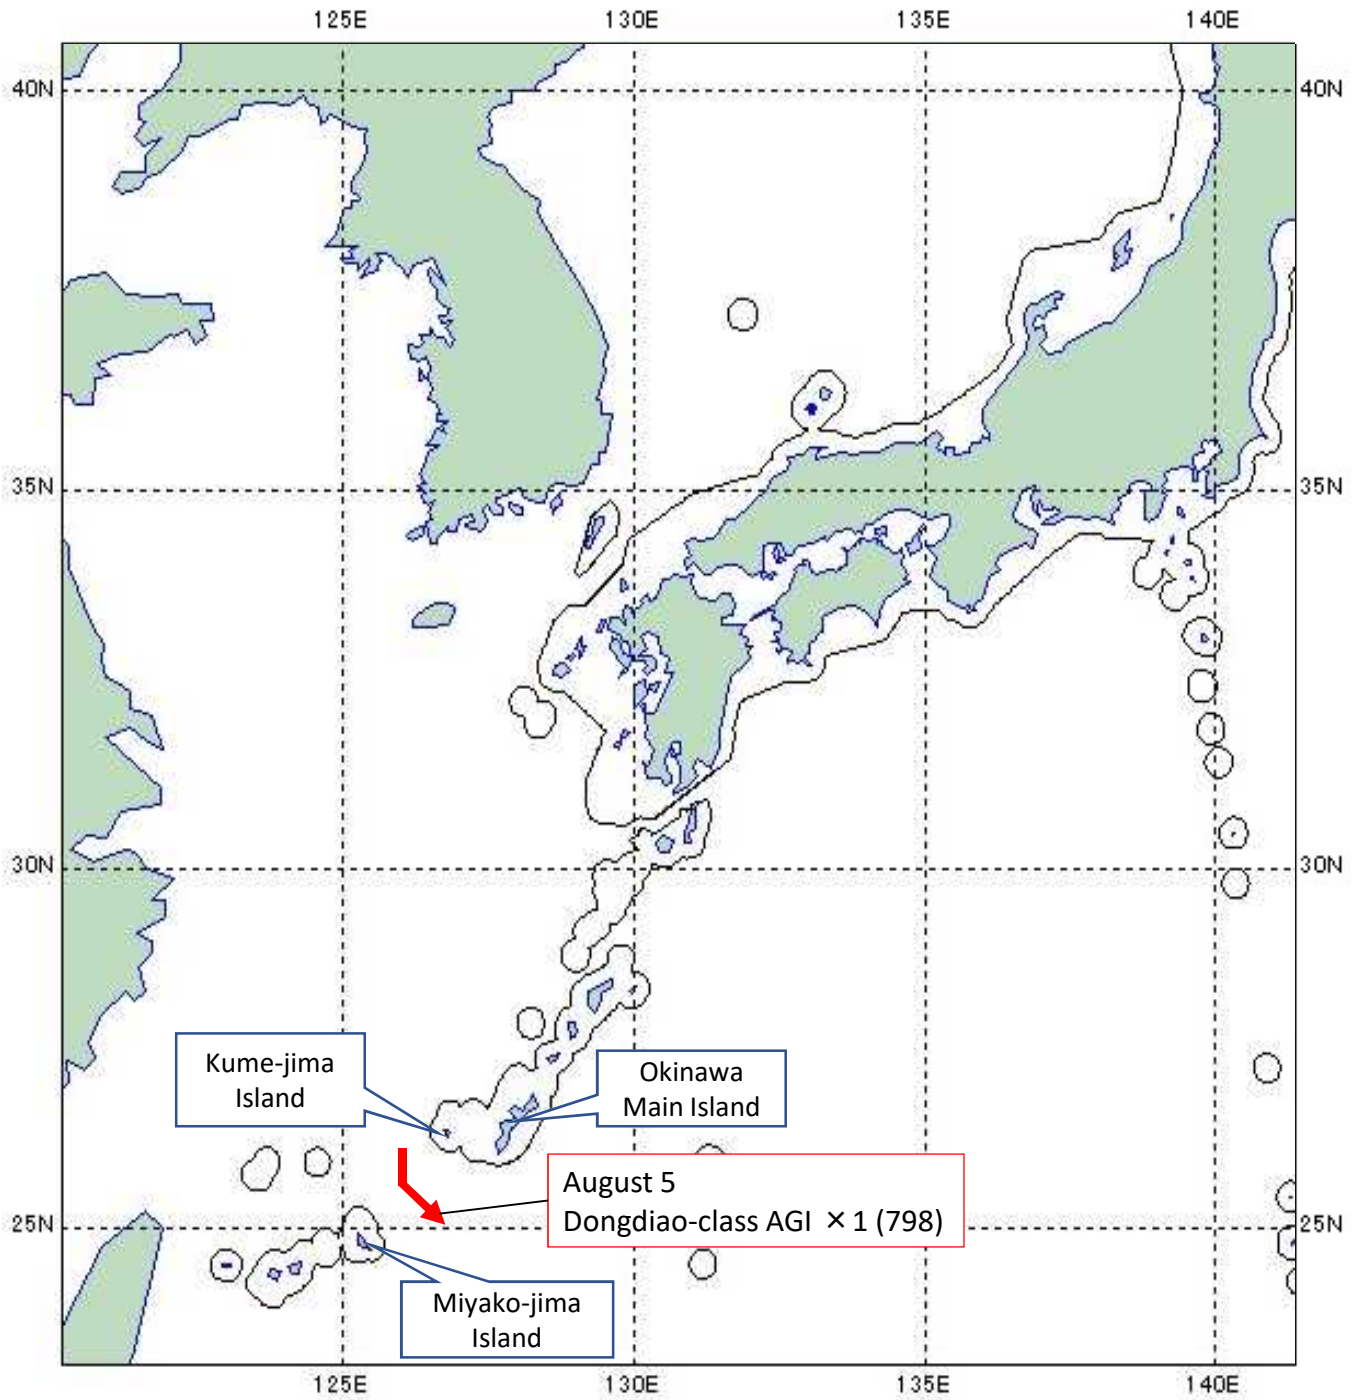 125E 130E 135E 140E
40N 40N
35N 35N
30N 30N
Kume-jima
Island
Okinawa
Main Island
August 5
Dongdiao-class AGI ×1 (798)
25N 25N
Miyako-jima
Island
125E 130E 135E 140E